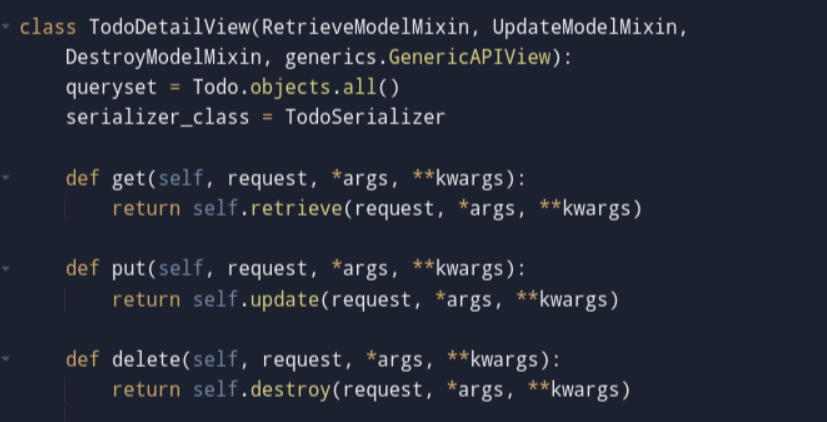 class TodoDetailView(RetrieveModelMixin, UpdateModelMixin,
    DestroyModelMixin, generics.GenericAPIView):
    queryset = Todo.objects.all()
    serializer_class = TodoSerializer

    def get(self, request, *args, **kwargs):
        return self.retrieve(request, *args, **kwargs)

    def put(self, request, *args, **kwargs):
        return self.update(request, *args, **kwargs)

    def delete(self, request, *args, **kwargs):
        return self.destroy(request, *args, **kwargs)